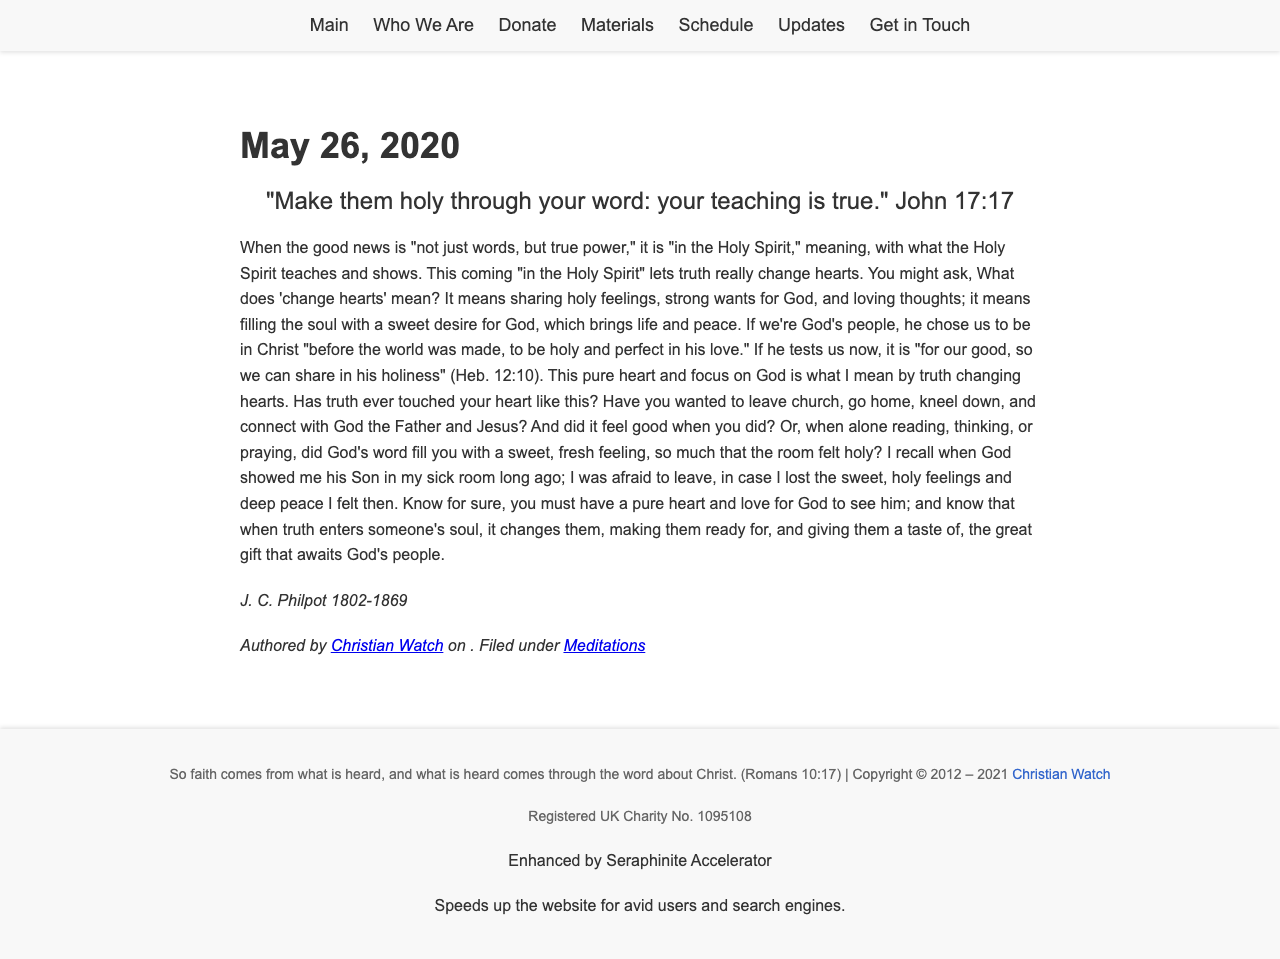 Main Who We Are Donate Materials Schedule Updates Get in Touch
May 26, 2020
"Make them holy through your word: your teaching is true." John 17:17
When the good news is "not just words, but true power," it is "in the Holy Spirit," meaning, with what the Holy
Spirit teaches and shows. This coming "in the Holy Spirit" lets truth really change hearts. You might ask, What
does 'change hearts' mean? It means sharing holy feelings, strong wants for God, and loving thoughts; it means
filling the soul with a sweet desire for God, which brings life and peace. If we're God's people, he chose us to be
in Christ "before the world was made, to be holy and perfect in his love." If he tests us now, it is "for our good, so
we can share in his holiness" (Heb. 12:10). This pure heart and focus on God is what I mean by truth changing
hearts. Has truth ever touched your heart like this? Have you wanted to leave church, go home, kneel down, and
connect with God the Father and Jesus? And did it feel good when you did? Or, when alone reading, thinking, or
praying, did God's word fill you with a sweet, fresh feeling, so much that the room felt holy? I recall when God
showed me his Son in my sick room long ago; I was afraid to leave, in case I lost the sweet, holy feelings and
deep peace I felt then. Know for sure, you must have a pure heart and love for God to see him; and know that
when truth enters someone's soul, it changes them, making them ready for, and giving them a taste of, the great
gift that awaits God's people.
J. C. Philpot 1802-1869
Authored by Christian Watch on . Filed under Meditations
So faith comes from what is heard, and what is heard comes through the word about Christ. (Romans 10:17) | Copyright © 2012 – 2021 Christian Watch
Registered UK Charity No. 1095108
Enhanced by Seraphinite Accelerator
Speeds up the website for avid users and search engines.